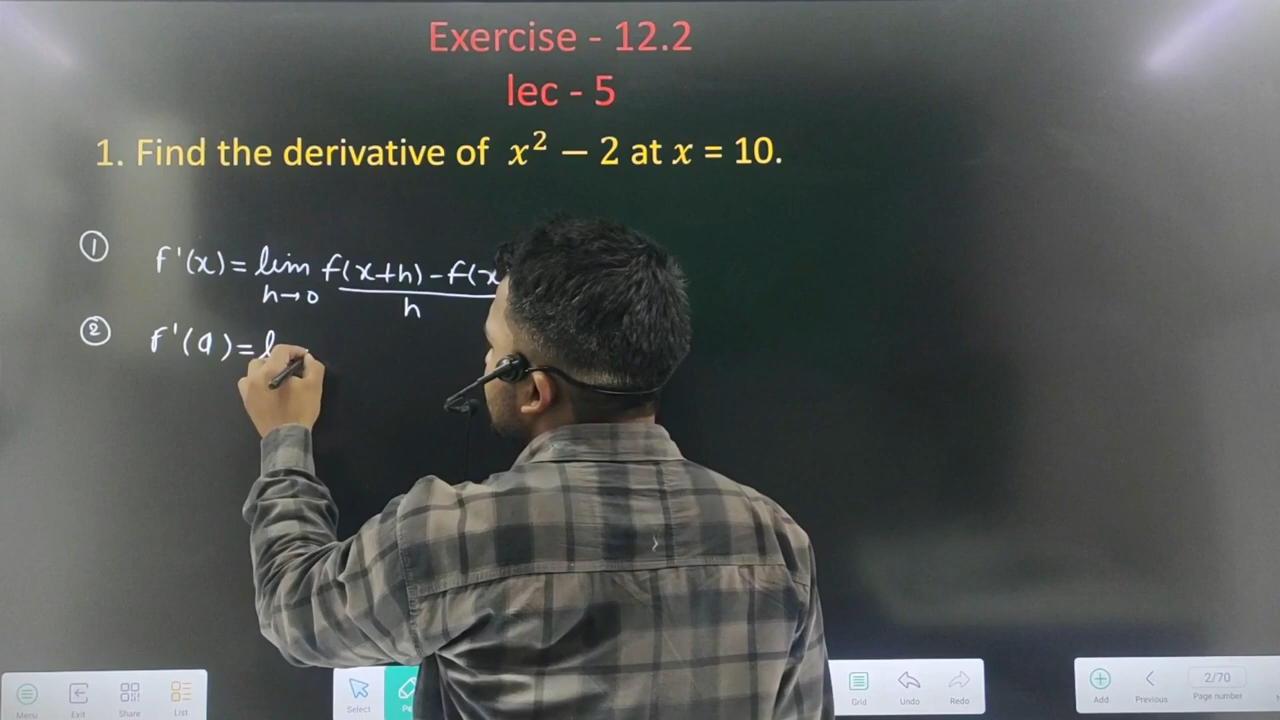 Exercise - 12.2
lec - 5
1. Find the derivative of x² − 2 at x = 10.
① f'(x) = lim f(x+h) - f(x
h→0 h
② f'(a) = l
Menu Exit Share List Select Grid Undo Redo Add Previous 2/70 Page number